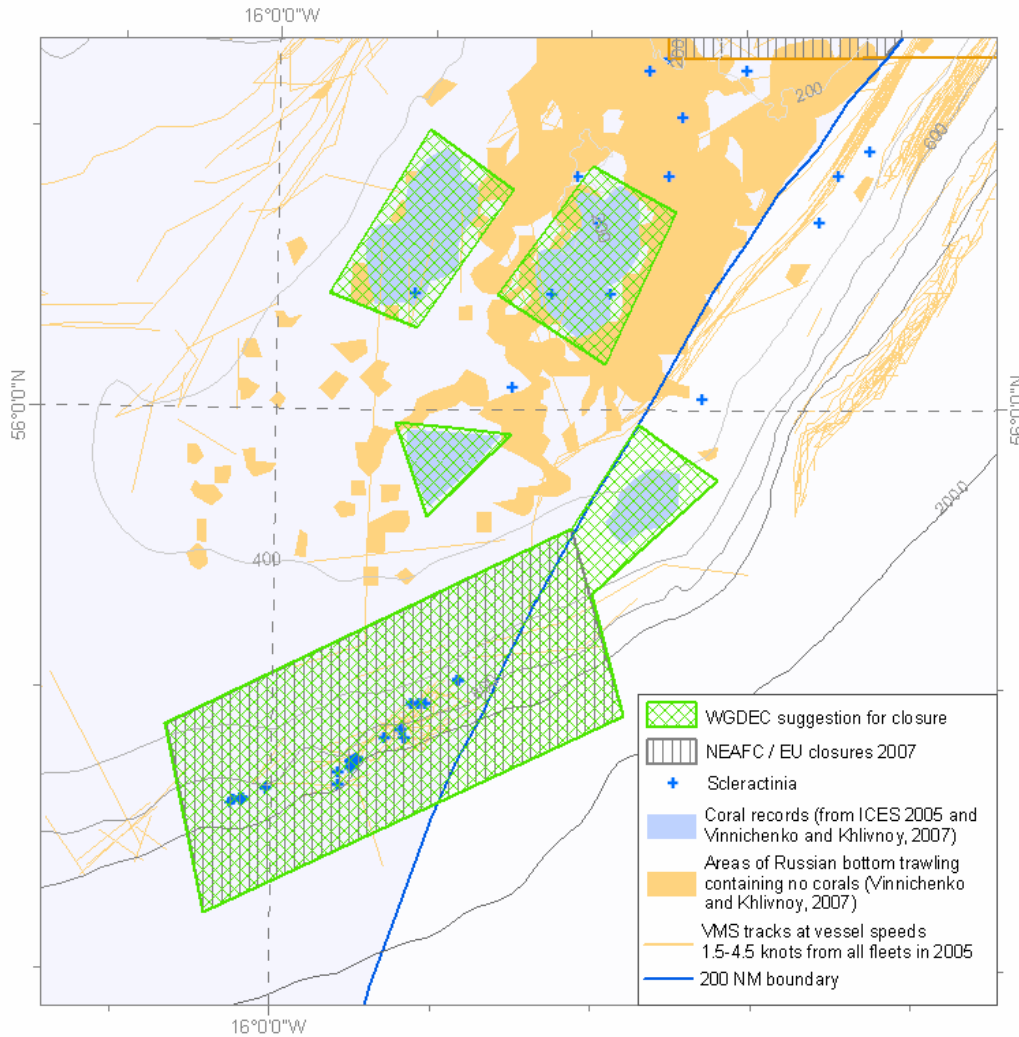 16°0'0"W
200
200
600
56°0'0"N
56°0'0"N
2000
400
WGDEC suggestion for closure
NEAFC / EU closures 2007
Scleractinia
Coral records (from ICES 2005 and
Vinnichenko and Khlivnoy, 2007)
Areas of Russian bottom trawling
containing no corals (Vinnichenko
and Khlivnoy, 2007)
VMS tracks at vessel speeds
1.5-4.5 knots from all fleets in 2005
200 NM boundary
16°0'0"W